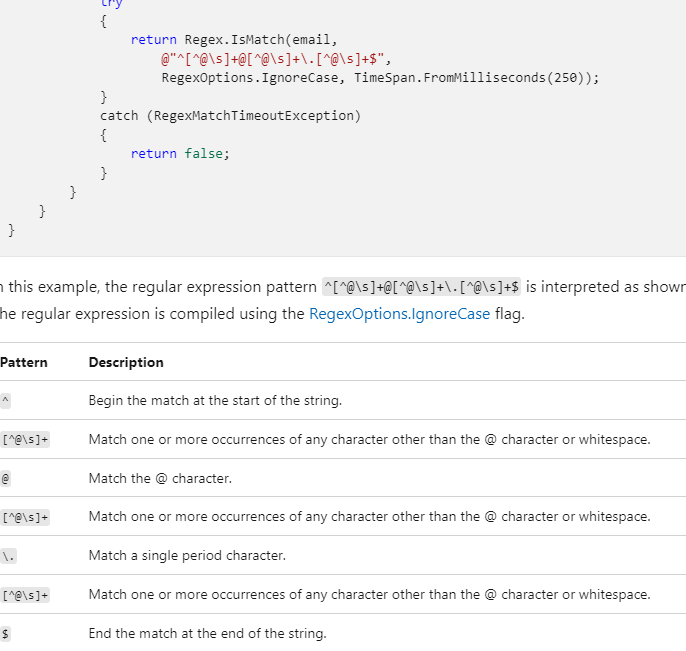 try
{
return Regex.IsMatch(email,
@"^[^@\s]+@[^@\s]+\.[^@\s]+$",
RegexOptions.IgnoreCase, TimeSpan.FromMilliseconds(250));
}
catch (RegexMatchTimeoutException)
{
return false;
}
}
}
}
n this example, the regular expression pattern ^[^@\s]+@[^@\s]+\.[^@\s]+$ is interpreted as shown
he regular expression is compiled using the RegexOptions.IgnoreCase flag.
Pattern Description
^ Begin the match at the start of the string.
[^@\s]+ Match one or more occurrences of any character other than the @ character or whitespace.
@ Match the @ character.
[^@\s]+ Match one or more occurrences of any character other than the @ character or whitespace.
\. Match a single period character.
[^@\s]+ Match one or more occurrences of any character other than the @ character or whitespace.
$ End the match at the end of the string.